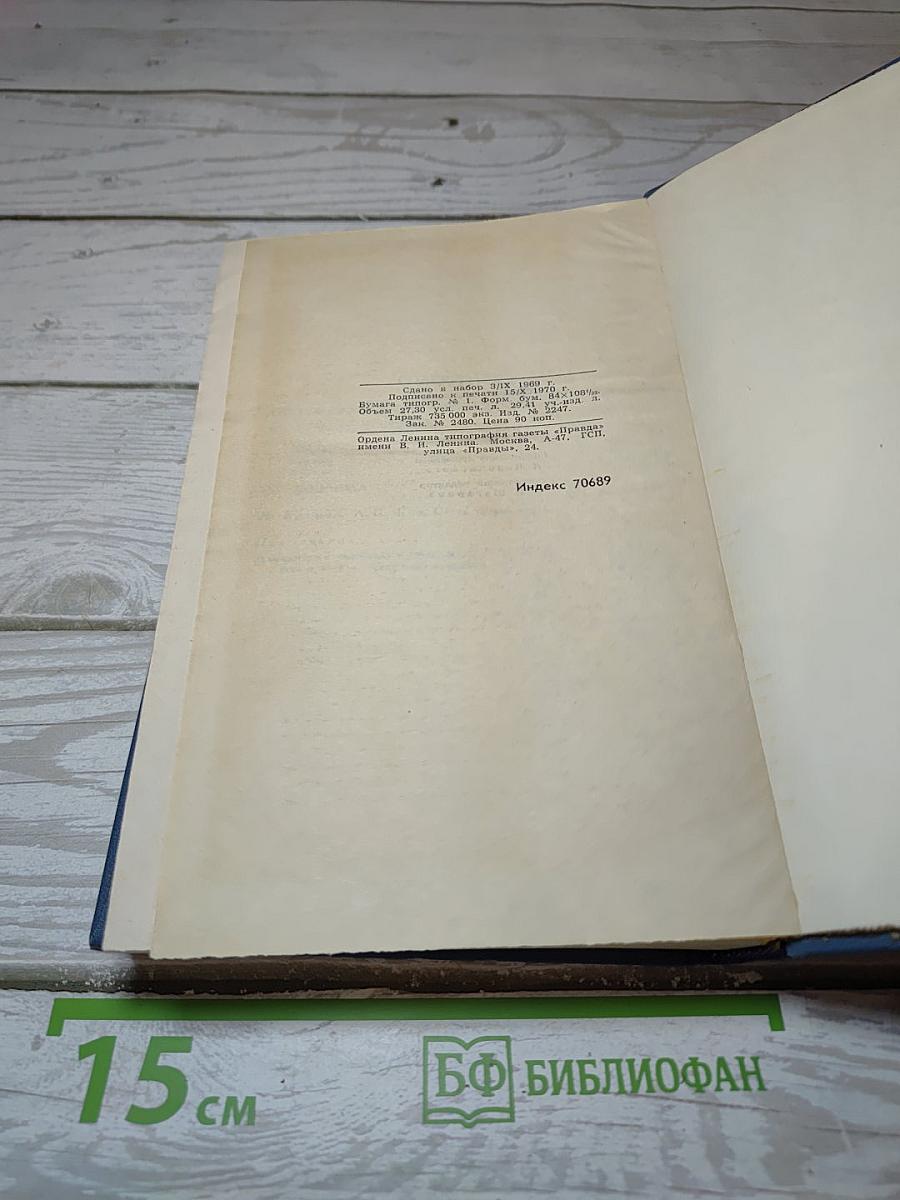 Сдано в набор 3/IX 1969 г.
Подписано к печати 15/X 1970 г.
Бумага типогр. № 1. Форм. бум. 84×108¹/₃₂.
Объем 27,30 усл. печ. л. 29,41 уч.-изд. л.
Тираж 735 000 экз. Изд. № 2247.
Зак. № 2480. Цена 90 коп.
Ордена Ленина типография газеты «Правда»
имени В. И. Ленина. Москва, А-47. ГСП,
улица «Правды», 24.
Индекс 70689
15 см
БФ БИБЛИОФАН